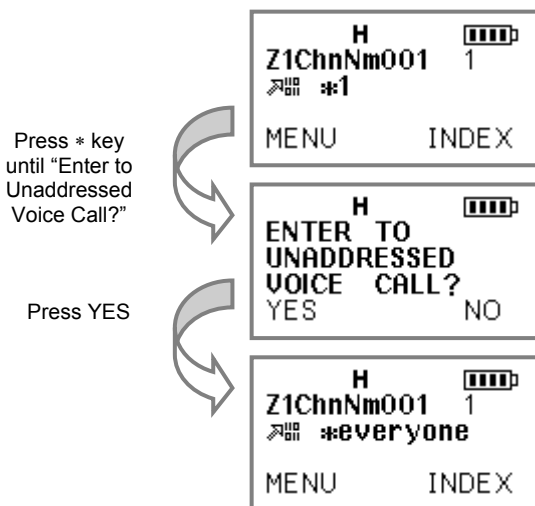 H
Z1ChnNm001 1
*1
MENU INDEX
Press * key
until “Enter to
Unaddressed
Voice Call?”
H
ENTER TO
UNADDRESSED
VOICE CALL?
YES NO
Press YES
H
Z1ChnNm001 1
*everyone
MENU INDEX